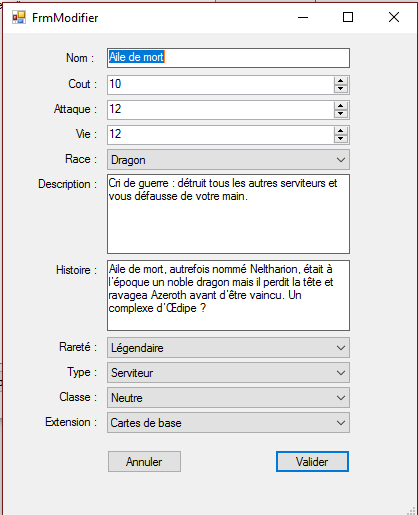 FrmModifier
Nom : Aile de mort
Cout : 10
Attaque : 12
Vie : 12
Race : Dragon
Description : Cri de guerre : détruit tous les autres serviteurs et
vous défausse de votre main.
Histoire : Aile de mort, autrefois nommé Neltharion, était à
l'époque un noble dragon mais il perdit la tête et
ravagea Azeroth avant d'être vaincu. Un
complexe d'Œdipe ?
Rareté : Légendaire
Type : Serviteur
Classe : Neutre
Extension : Cartes de base
Annuler Valider